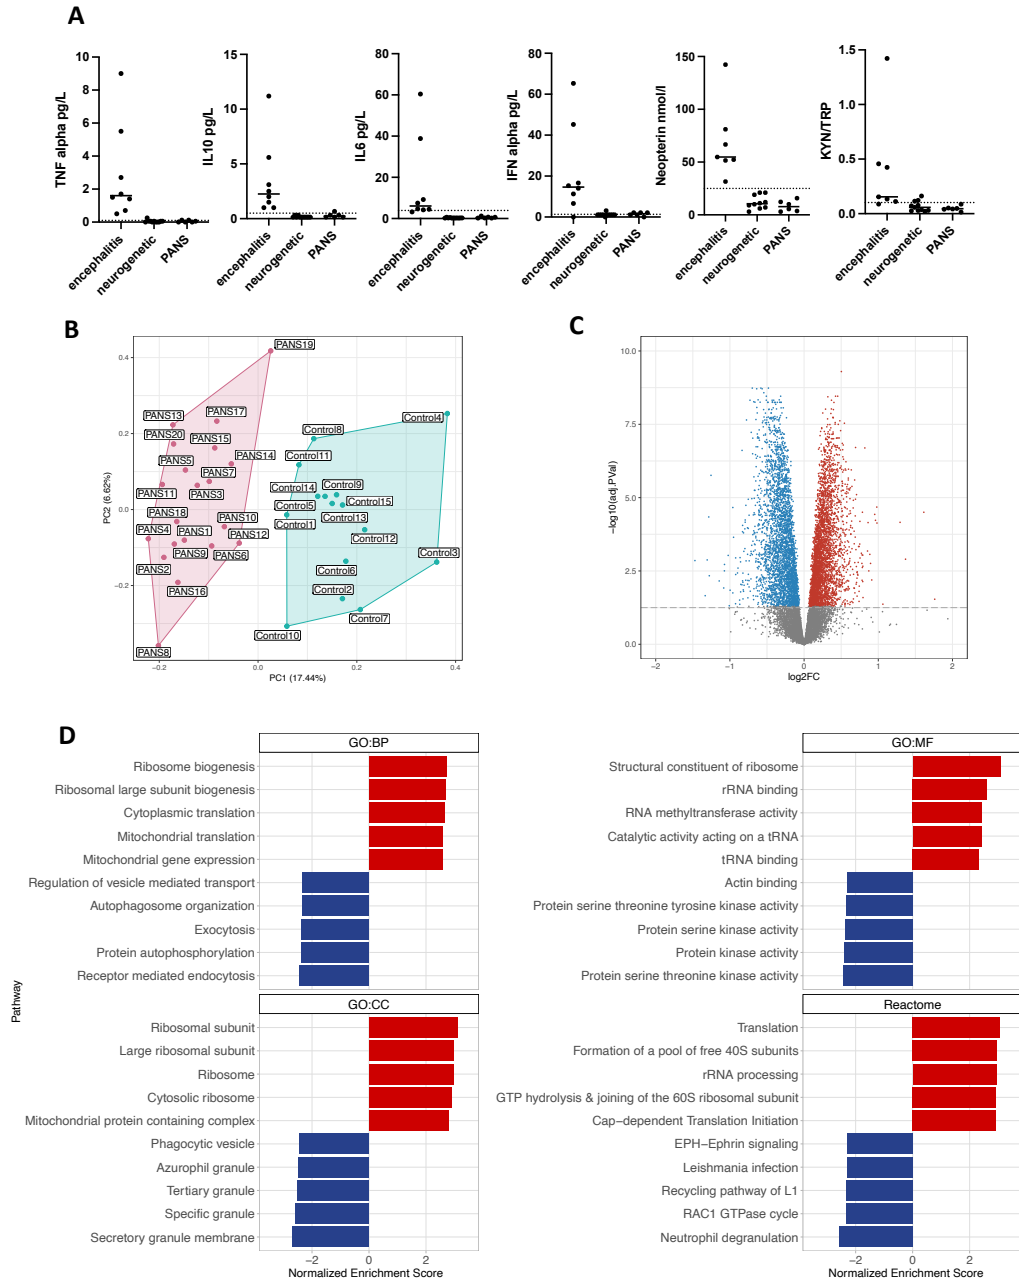 A
TNF alpha pg/L
10
8
6
4
2
0
encephalitis
neurogenetic
PANS
IL10 pg/L
15
10
5
0
encephalitis
neurogenetic
PANS
IL6 pg/L
80
60
40
20
0
encephalitis
neurogenetic
PANS
IFN alpha pg/L
80
60
40
20
0
encephalitis
neurogenetic
PANS
Neopterin nmol/l
150
100
50
0
encephalitis
neurogenetic
PANS
KYN/TRP
1.5
1.0
0.5
0.0
encephalitis
neurogenetic
PANS
B
PC2 (6.62%)
0.4
0.2
0.0
−0.2
PANS19
PANS13
PANS17
PANS20
PANS15
PANS14
PANS5
PANS7
PANS11
PANS3
PANS18
PANS10
PANS4
PANS1
PANS12
PANS9
PANS6
PANS2
PANS16
PANS8
Control4
Control8
Control11
Control9
Control14
Control15
Control5
Control13
Control1
Control12
Control3
Control6
Control2
Control7
Control10
−0.2
0.0
0.2
0.4
PC1 (17.44%)
C
−log10(adj.P.Val)
10.0
7.5
5.0
2.5
0.0
−2
−1
0
1
2
log2FC
D
Pathway
GO:BP
Ribosome biogenesis
Ribosomal large subunit biogenesis
Cytoplasmic translation
Mitochondrial translation
Mitochondrial gene expression
Regulation of vesicle mediated transport
Autophagosome organization
Exocytosis
Protein autophosphorylation
Receptor mediated endocytosis
GO:MF
Structural constituent of ribosome
rRNA binding
RNA methyltransferase activity
Catalytic activity acting on a tRNA
tRNA binding
Actin binding
Protein serine threonine tyrosine kinase activity
Protein serine kinase activity
Protein kinase activity
Protein serine threonine kinase activity
GO:CC
Ribosomal subunit
Large ribosomal subunit
Ribosome
Cytosolic ribosome
Mitochondrial protein containing complex
Phagocytic vesicle
Azurophil granule
Tertiary granule
Specific granule
Secretory granule membrane
−2
0
2
Normalized Enrichment Score
Reactome
Translation
Formation of a pool of free 40S subunits
rRNA processing
GTP hydrolysis & joining of the 60S ribosomal subunit
Cap−dependent Translation Initiation
EPH−Ephrin signaling
Leishmania infection
Recycling pathway of L1
RAC1 GTPase cycle
Neutrophil degranulation
−2
0
2
Normalized Enrichment Score